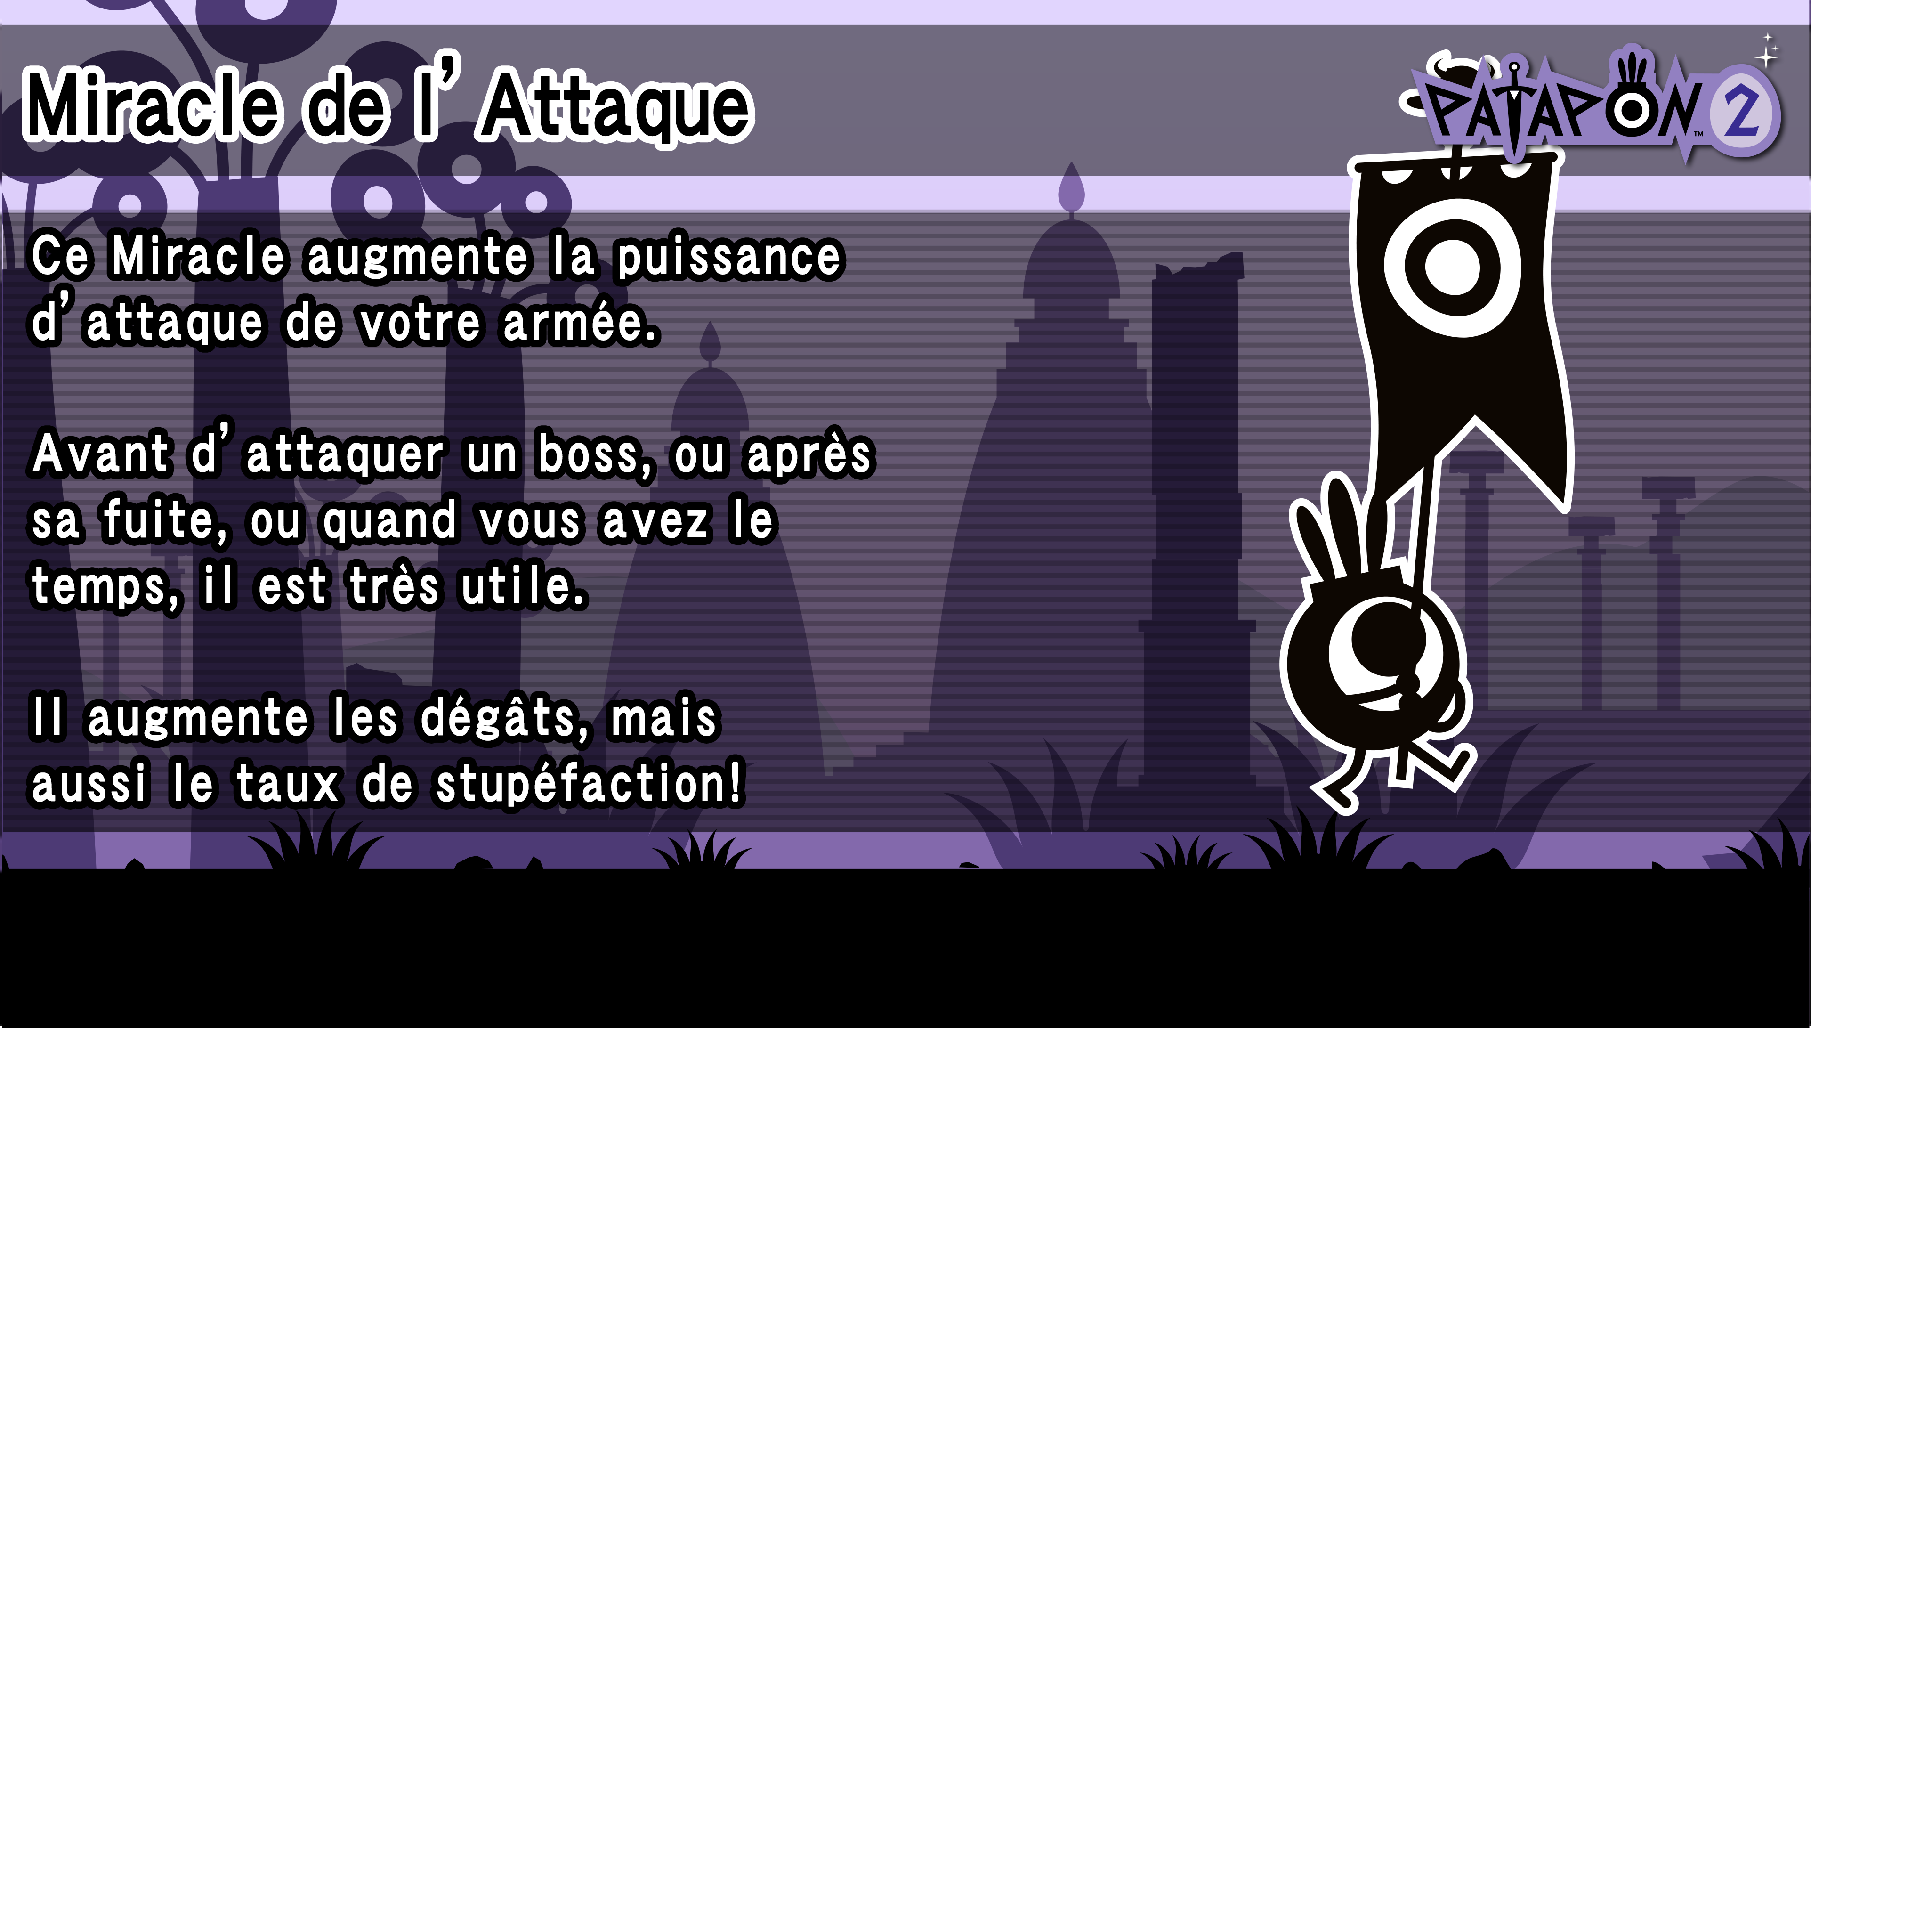 Miracle de l'Attaque
PATAPON™ 2
Ce Miracle augmente la puissance
d'attaque de votre armée.
Avant d'attaquer un boss, ou après
sa fuite, ou quand vous avez le
temps, il est très utile.
Il augmente les dégâts, mais
aussi le taux de stupéfaction!